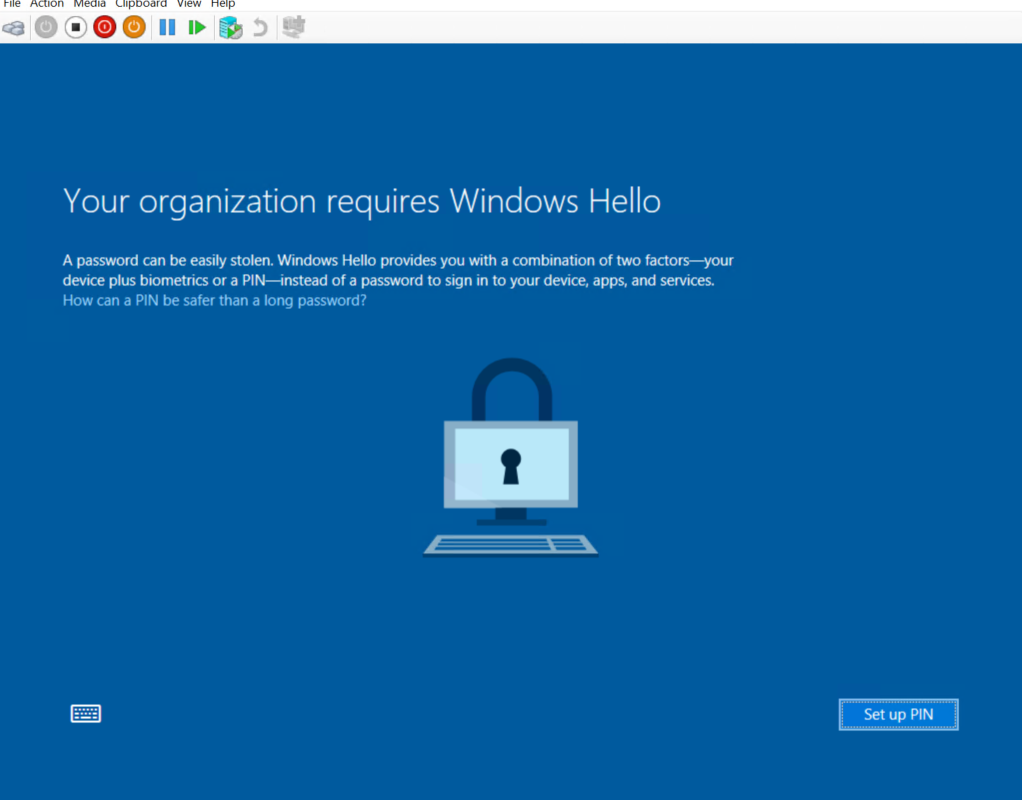 File Action Media Clipboard View Help
Your organization requires Windows Hello
A password can be easily stolen. Windows Hello provides you with a combination of two factors—your
device plus biometrics or a PIN—instead of a password to sign in to your device, apps, and services.
How can a PIN be safer than a long password?
Set up PIN